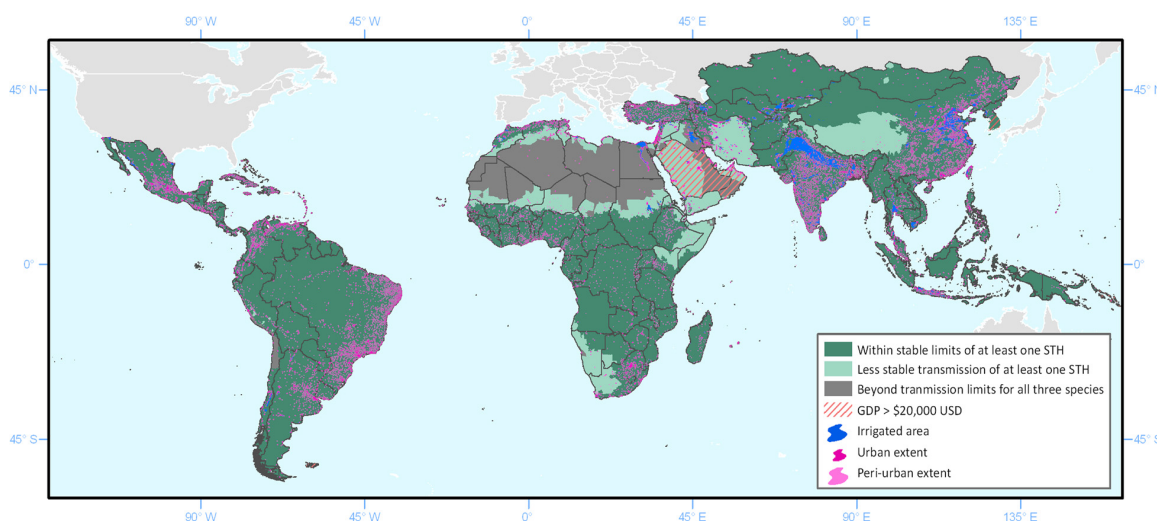 90° W 45° W 0° 45° E 90° E 135° E
45° N 45° N
0° 0°
45° S 45° S
Within stable limits of at least one STH
Less stable transmission of at least one STH
Beyond tranmission limits for all three species
GDP > $20,000 USD
Irrigated area
Urban extent
Peri-urban extent
90° W 45° W 0° 45° E 90° E 135° E